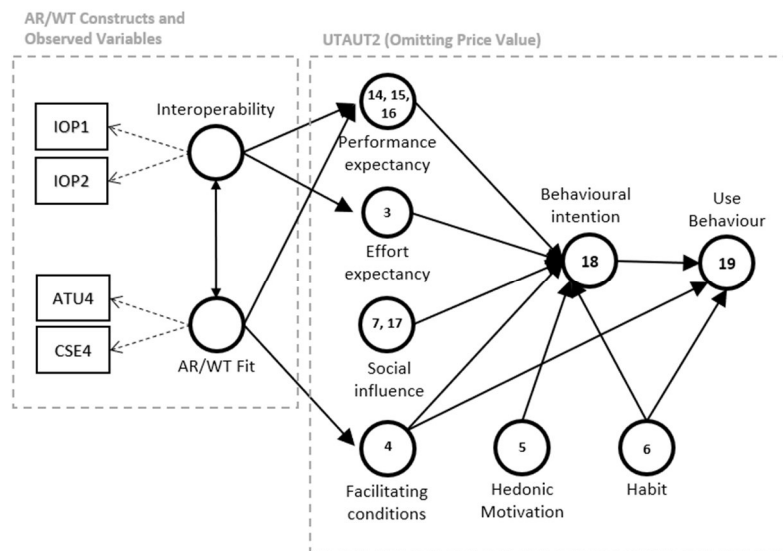 AR/WT Constructs and
Observed Variables
UTAUT2 (Omitting Price Value)
Interoperability
IOP1
IOP2
ATU4
CSE4
AR/WT Fit
14, 15,
16
Performance
expectancy
3
Effort
expectancy
7, 17
Social
influence
4
Facilitating
conditions
5
Hedonic
Motivation
6
Habit
Behavioural
intention
18
Use
Behaviour
19